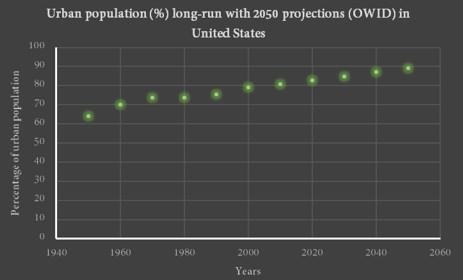 Urban population (%) long-run with 2050 projections (OWID) in
United States
Percentage of urban population
100
90
80
70
60
50
40
30
20
10
0
1940 1960 1980 2000 2020 2040 2060
Years